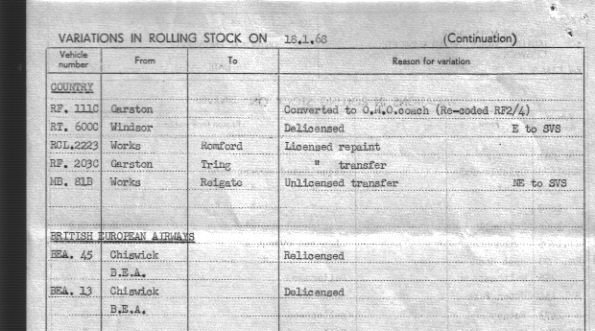 VARIATIONS IN ROLLING STOCK ON 18.1.68 (Continuation)
Vehicle number From To Reason for variation
COUNTRY
RF. 111C Garston Converted to O.M.O.coach (Re-coded RF2/4)
RT. 600C Windsor Delicensed E to SVS
RCL.2223 Works Romford Licensed repaint
RF. 203C Garston Tring " transfer
MB. 81B Works Reigate Unlicensed transfer NE to SVS
BRITISH EUROPEAN AIRWAYS
BEA. 45 Chiswick Relicensed
B.E.A.
BEA. 13 Chiswick Delicensed
B.E.A.